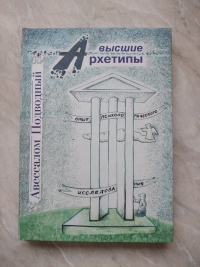 Авессалом Подводный
высшие
Архетипы
опыт психологического
исследования